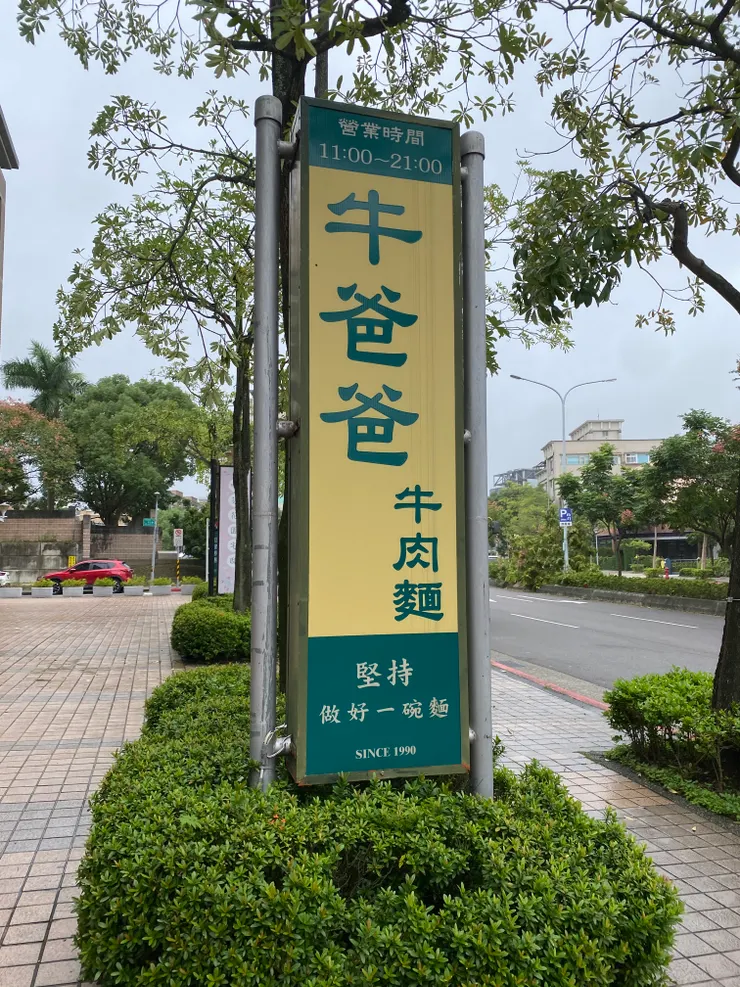 營業時間
11:00~21:00
牛爸爸
牛肉麵
堅持
做好一碗麵
SINCE 1990
P